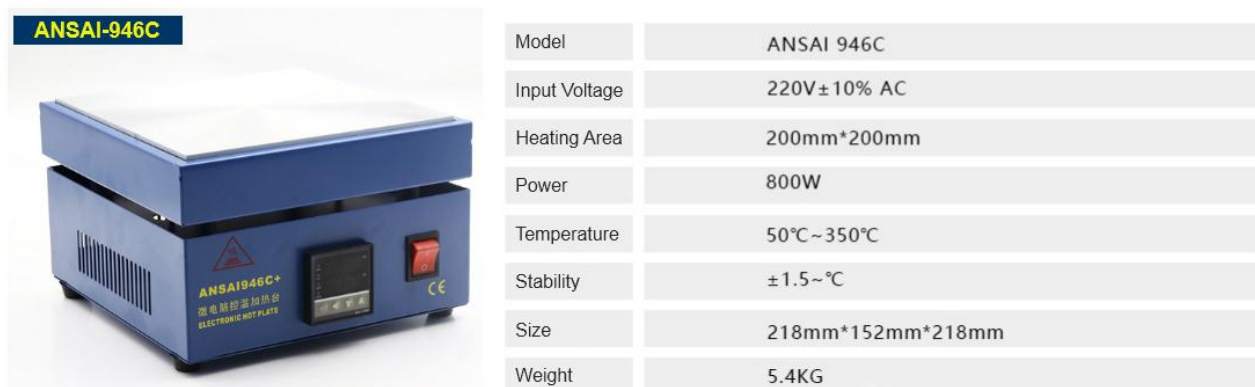 ANSAI-946C
ANSAI946C+
微电脑控温加热台
ELECTRONIC HOT PLATE
CE
Model ANSAI 946C
Input Voltage 220V±10% AC
Heating Area 200mm*200mm
Power 800W
Temperature 50℃~350℃
Stability ±1.5~℃
Size 218mm*152mm*218mm
Weight 5.4KG